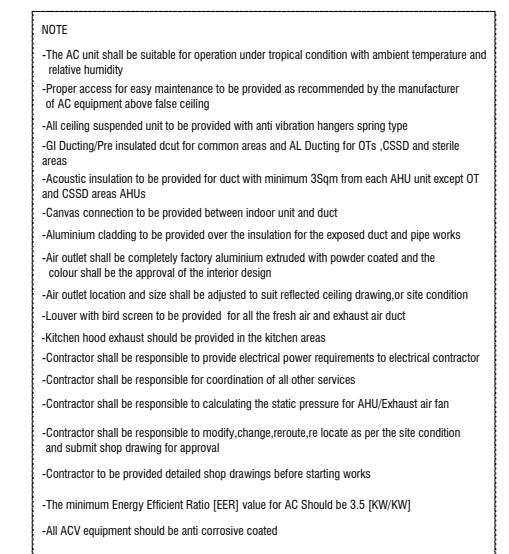 NOTE
-The AC unit shall be suitable for operation under tropical condition with ambient temperature and
relative humidity
-Proper access for easy maintenance to be provided as recommended by the manufacturer
of AC equipment above false ceiling
-All ceiling suspended unit to be provided with anti vibration hangers spring type
-GI Ducting/Pre insulated dcut for common areas and AL Ducting for OTs ,CSSD and sterile
areas
-Acoustic insulation to be provided for duct with minimum 3Sqm from each AHU unit except OT
and CSSD areas AHUs
-Canvas connection to be provided between indoor unit and duct
-Aluminium cladding to be provided over the insulation for the exposed duct and pipe works
-Air outlet shall be completely factory aluminium extruded with powder coated and the
colour shall be the approval of the interior design
-Air outlet location and size shall be adjusted to suit reflected ceiling drawing,or site condition
-Louver with bird screen to be provided for all the fresh air and exhaust air duct
-Kitchen hood exhaust should be provided in the kitchen areas
-Contractor shall be responsible to provide electrical power requirements to electrical contractor
-Contractor shall be responsible for coordination of all other services
-Contractor shall be responsible to calculating the static pressure for AHU/Exhaust air fan
-Contractor shall be responsible to modify,change,reroute,re locate as per the site condition
and submit shop drawing for approval
-Contractor to be provided detailed shop drawings before starting works
-The minimum Energy Efficient Ratio [EER] value for AC Should be 3.5 [KW/KW]
-All ACV equipment should be anti corrosive coated